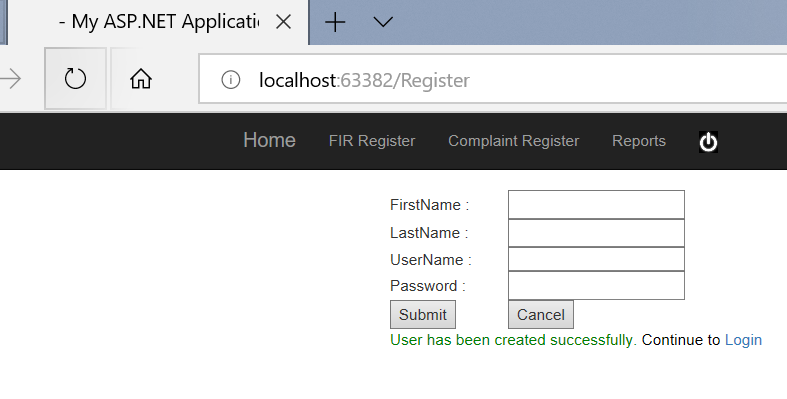 - My ASP.NET Applicati
localhost:63382/Register
Home FIR Register Complaint Register Reports
FirstName :
LastName :
UserName :
Password :
Submit Cancel
User has been created successfully. Continue to Login